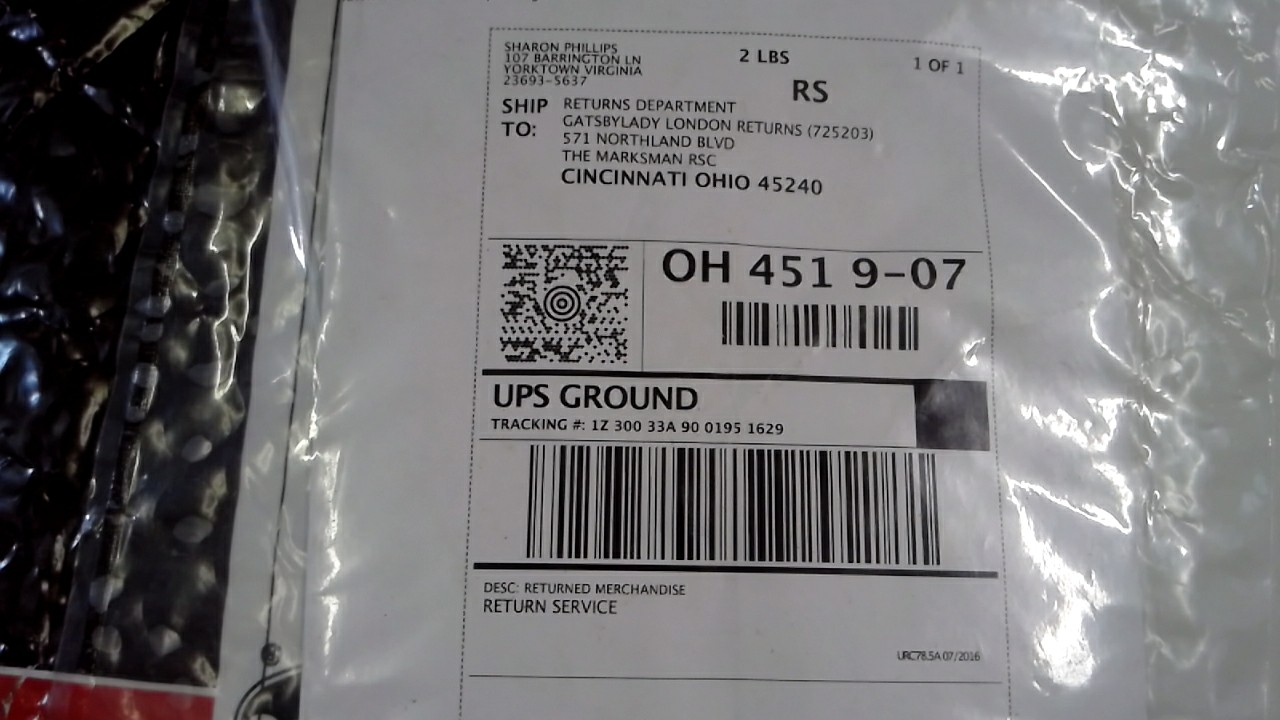 SHARON PHILLIPS
107 BARRINGTON LN
YORKTOWN VIRGINIA
23693-5637
2 LBS
1 OF 1
RS
SHIP TO:
RETURNS DEPARTMENT
GATSBYLADY LONDON RETURNS (725203)
571 NORTHLAND BLVD
THE MARKSMAN RSC
CINCINNATI OHIO 45240
OH 451 9-07
UPS GROUND
TRACKING #: 1Z 300 33A 90 0195 1629
DESC: RETURNED MERCHANDISE
RETURN SERVICE
URC78.5A 07/2016